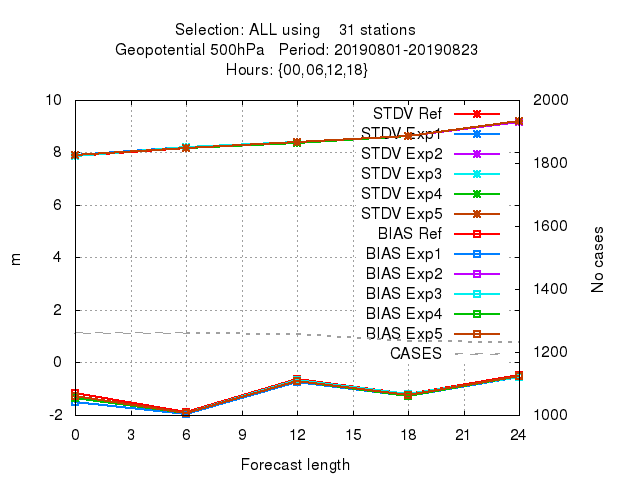 Selection: ALL using    31 stations
Geopotential 500hPa   Period: 20190801-20190823
Hours: {00,06,12,18}
10
8
6
4
2
0
-2
m
2000
1800
1600
1400
1200
1000
No cases
STDV Ref
STDV Exp1
STDV Exp2
STDV Exp3
STDV Exp4
STDV Exp5
BIAS Ref
BIAS Exp1
BIAS Exp2
BIAS Exp3
BIAS Exp4
BIAS Exp5
CASES
0 3 6 9 12 15 18 21 24
Forecast length